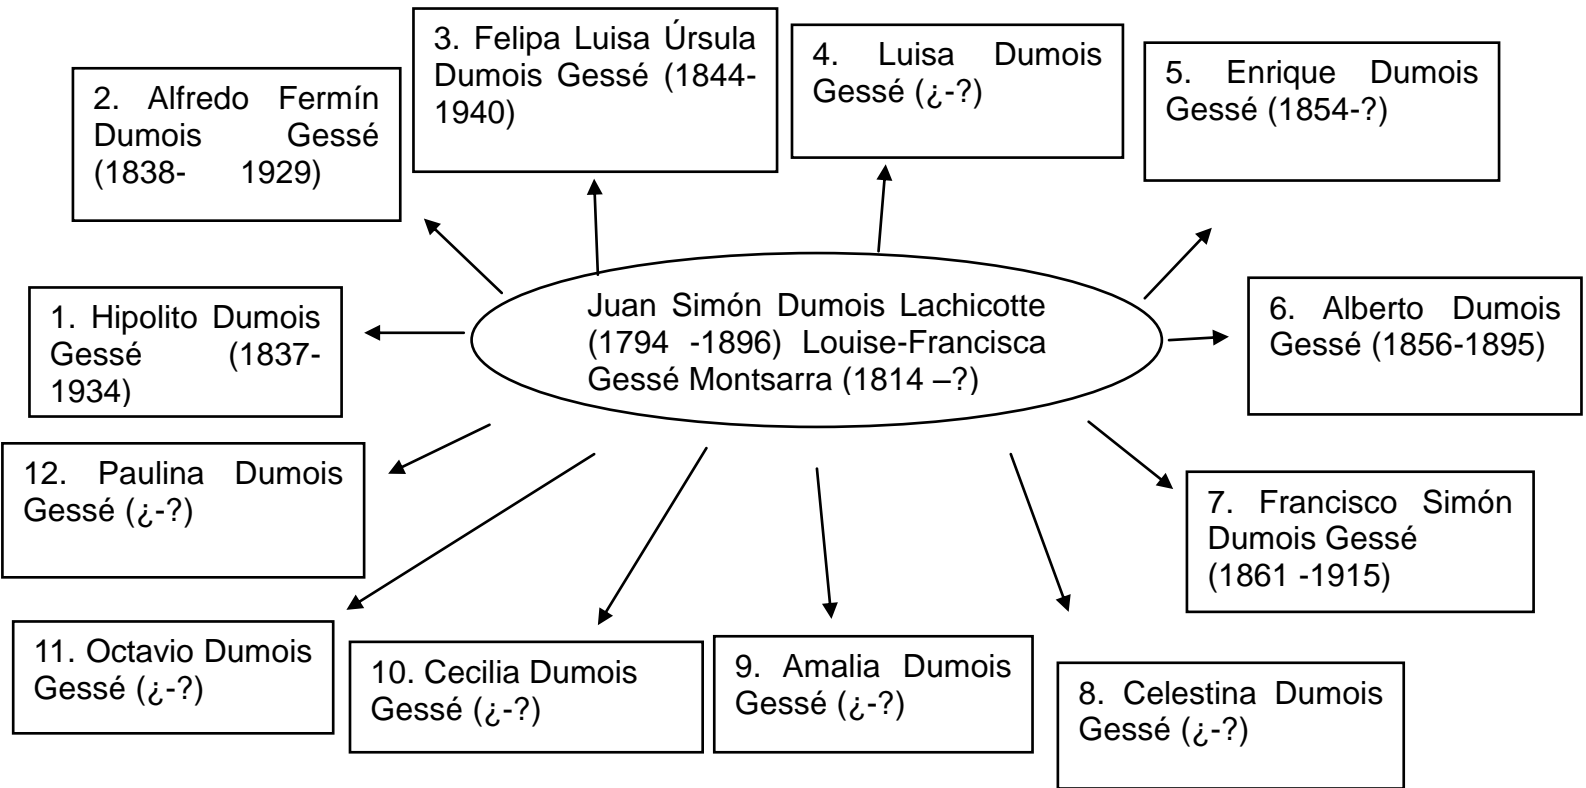 3. Felipa Luisa Úrsula
Dumois Gessé (1844-
1940)
4. Luisa Dumois
Gessé (¿-?)
5. Enrique Dumois
Gessé (1854-?)
2. Alfredo Fermín
Dumois Gessé
(1838- 1929)
Juan Simón Dumois Lachicotte
(1794 -1896) Louise-Francisca
Gessé Montsarra (1814 –?)
6. Alberto Dumois
Gessé (1856-1895)
1. Hipolito Dumois
Gessé (1837-
1934)
12. Paulina Dumois
Gessé (¿-?)
7. Francisco Simón
Dumois Gessé
(1861 -1915)
11. Octavio Dumois
Gessé (¿-?)
10. Cecilia Dumois
Gessé (¿-?)
9. Amalia Dumois
Gessé (¿-?)
8. Celestina Dumois
Gessé (¿-?)